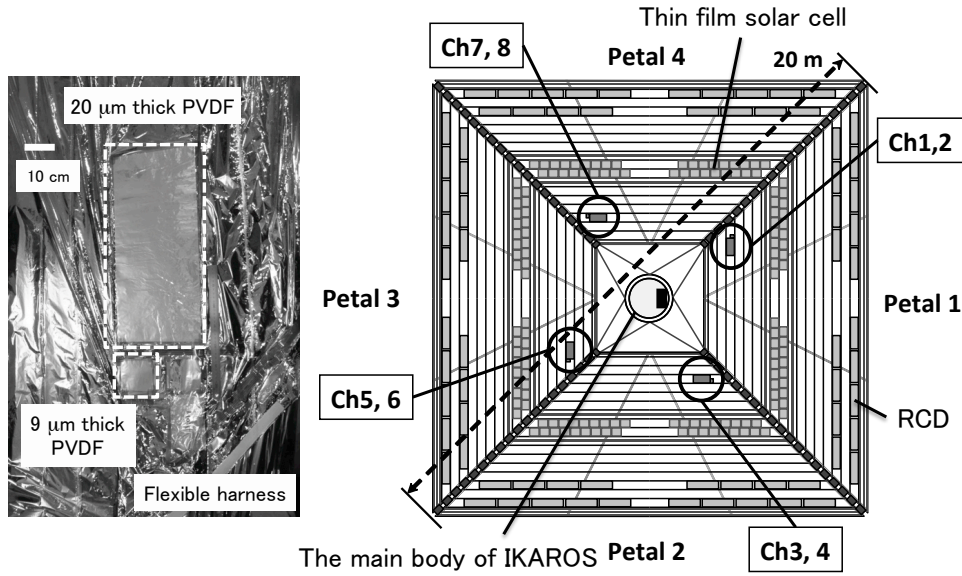 20 μm thick PVDF
10 cm
9 μm thick
PVDF
Flexible harness
Thin film solar cell
Ch7, 8
Petal 4
20 m
Ch1,2
Petal 3
Petal 1
Ch5, 6
RCD
The main body of IKAROS
Petal 2
Ch3, 4